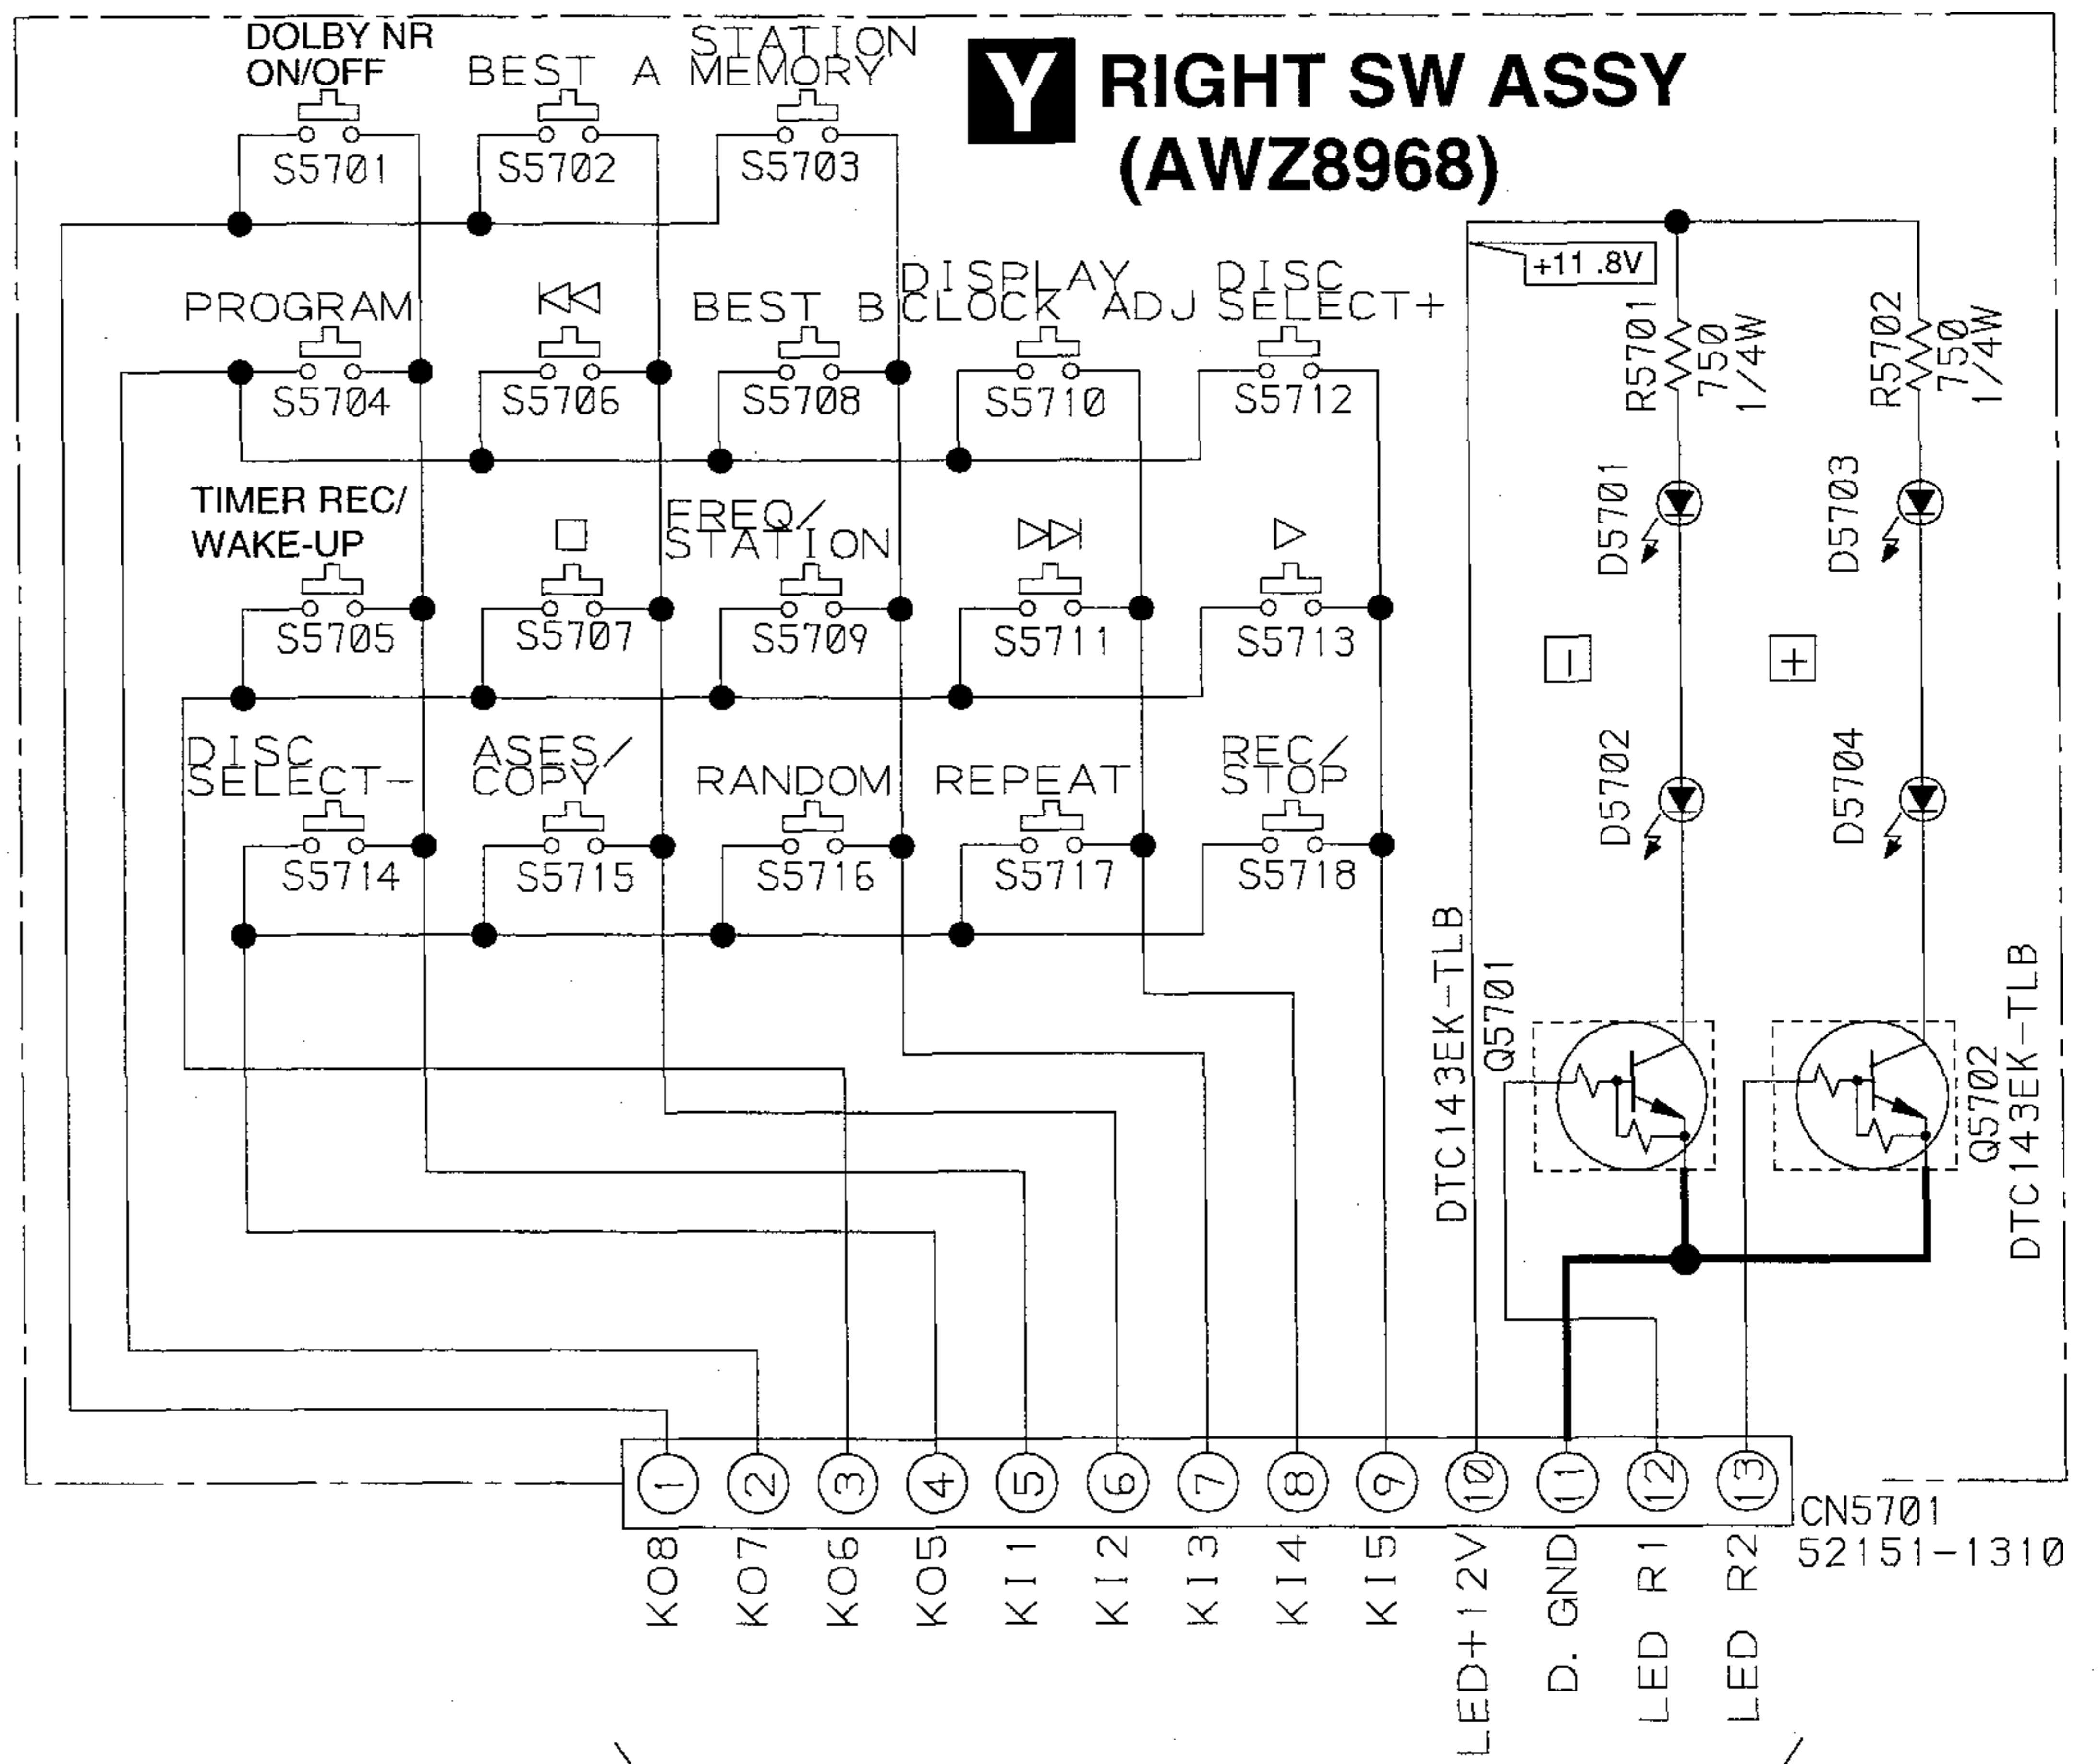 DOLBY NR
ON/OFF
BEST A
STATION
MEMORY
Y RIGHT SW ASSY
(AWZ8968)
S5701
S5702
S5703
+11.8V
PROGRAM
BEST B
DISPLAY
CLOCK ADJ
DISC
SELECT+
S5704
S5706
S5708
S5710
S5712
R5701
750
1/4W
R5702
750
1/4W
TIMER REC/
WAKE-UP
FREQ/
STATION
S5705
S5707
S5709
S5711
S5713
D5701
D5703
−
+
DISC
SELECT-
ASES/
COPY
RANDOM
REPEAT
REC/
STOP
S5714
S5715
S5716
S5717
S5718
D5702
D5704
DTC143EK-TLB
Q5701
Q5702
DTC143EK-TLB
1
2
3
4
5
6
7
8
9
10
11
12
13
CN5701
52151-1310
KO8
KO7
KO6
KO5
KI1
KI2
KI3
KI4
KI5
LED+12V
D.GND
LED R1
LED R2